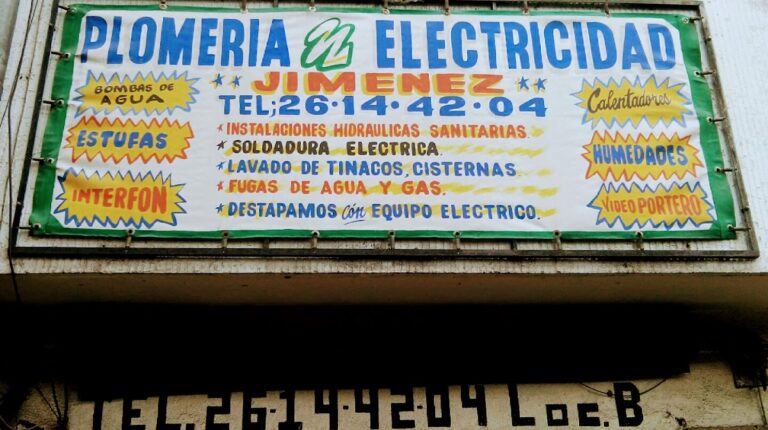 PLOMERIA EN ELECTRICIDAD
JIMENEZ
TEL; 26·14·42·04
BOMBAS DE
AGUA
ESTUFAS
INTERFON
* INSTALACIONES HIDRAULICAS SANITARIAS.
* SOLDADURA ELECTRICA.
* LAVADO DE TINACOS, CISTERNAS.
* FUGAS DE AGUA Y GAS.
* DESTAPAMOS Cón EQUIPO ELECTRICO.
Calentadores
HUMEDADES
VIDEO PORTERO
TEL. 26·14·42·04 Loc. B